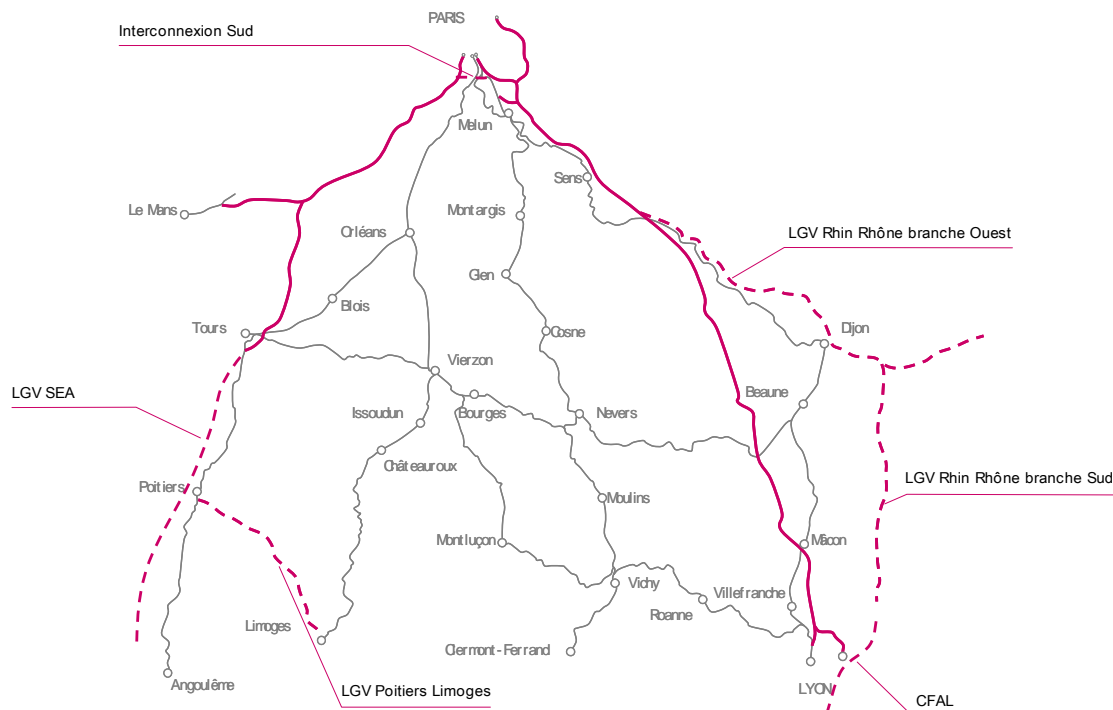 PARIS
Interconnexion Sud
Melun
Sens
Le Mans
Montargis
Orléans
LGV Rhin Rhône branche Ouest
Gien
Blois
Tours
Cosne
Dijon
Vierzon
LGV SEA
Issoudun
Bourges
Nevers
Beaune
Châteauroux
Poitiers
Moulins
LGV Rhin Rhône branche Sud
Montluçon
Mâcon
Vichy
Villefranche
Roanne
Limoges
Clermont-Ferrand
Angoulême
LGV Poitiers Limoges
LYON
CFAL